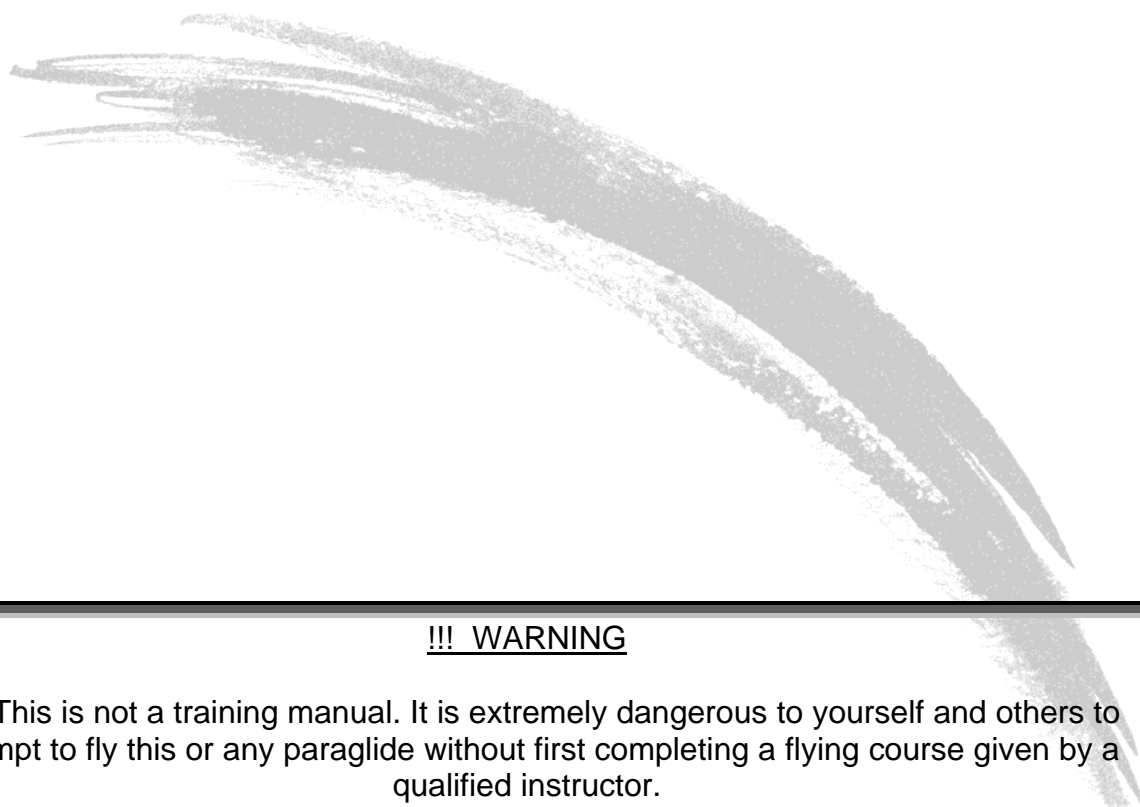 !!! WARNING
This is not a training manual. It is extremely dangerous to yourself and others to
mpt to fly this or any paraglide without first completing a flying course given by a
qualified instructor.